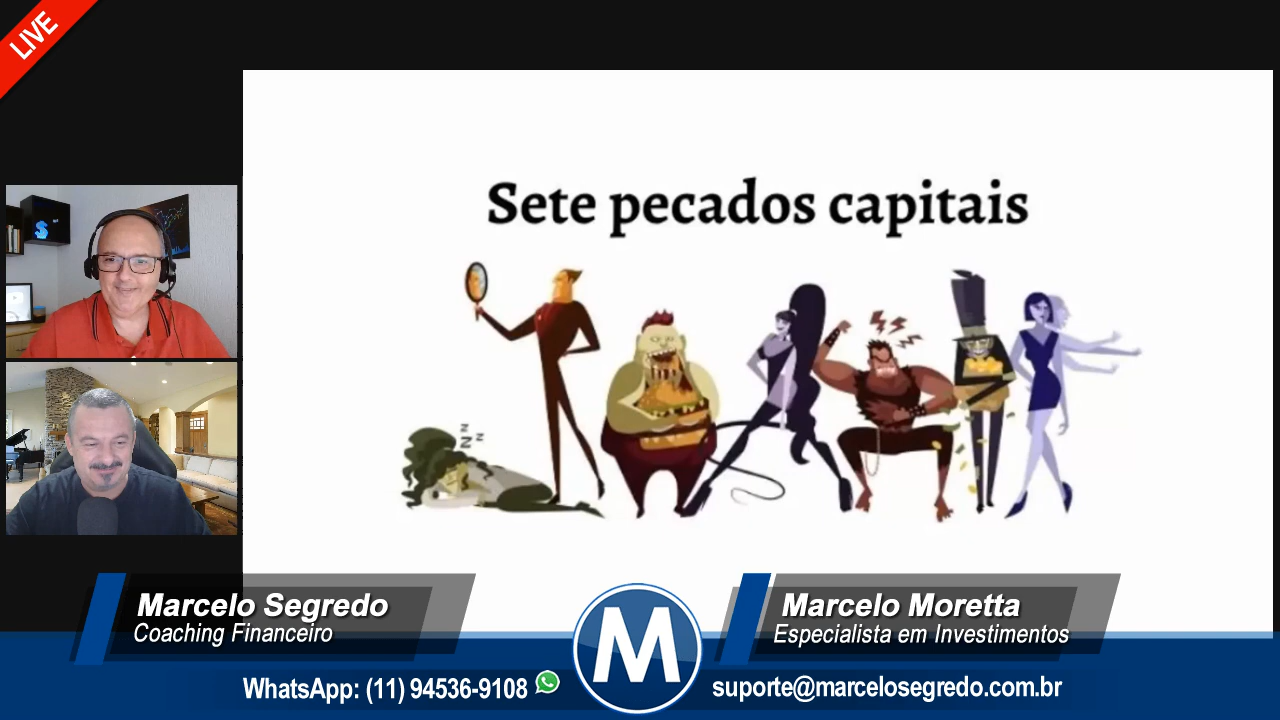 LIVE
Sete pecados capitais
z
z
z
z
Marcelo Segredo
Coaching Financeiro
M
Marcelo Moretta
Especialista em Investimentos
WhatsApp: (11) 94536-9108
suporte@marcelosegredo.com.br